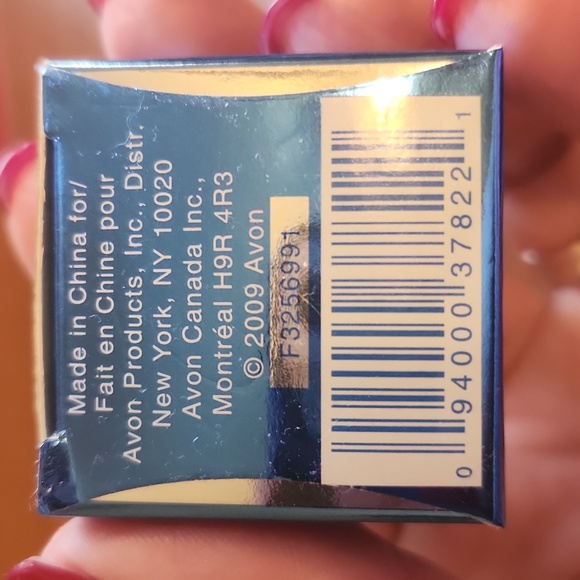 Made in China for/
Fait en Chine pour
Avon Products, Inc., Distr.
New York, NY 10020
Avon Canada Inc.,
Montréal H9R 4R3
© 2009 Avon
F3256991
0 94000 37822 1